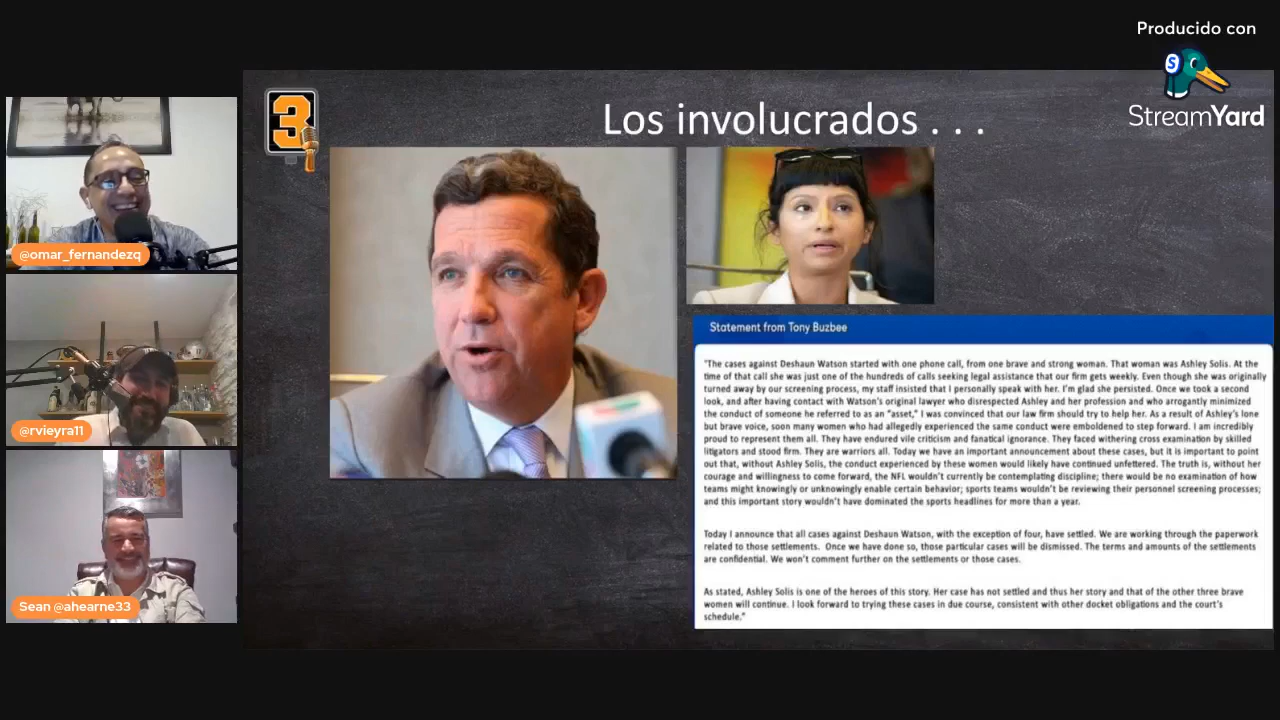 Producido con
StreamYard
3
Los involucrados . . .
@omar_fernandezq
@rvieyra11
Sean @ahearne33
Statement from Tony Buzbee
"The cases against Deshaun Watson started with one phone call, from one brave and strong woman. That woman was Ashley Solis. At the
time of that call she was just one of the hundreds of calls seeking legal assistance that our firm gets weekly. Even though she was originally
turned away by our screening process, my staff insisted that I personally speak with her. I'm glad she persisted. Once we took a second
look, and after having contact with Watson's original lawyer who disrespected Ashley and her profession and who arrogantly minimized
the conduct of someone he referred to as an "asset," I was convinced that our law firm should try to help her. As a result of Ashley's lone
but brave voice, soon many women who had allegedly experienced the same conduct were emboldened to step forward. I am incredibly
proud to represent them all. They have endured vile criticism and fanatical ignorance. They faced withering cross examination by skilled
litigators and stood firm. They are warriors all. Today we have an important announcement about these cases, but it is important to point
out that, without Ashley Solis, the conduct experienced by these women would likely have continued unfettered. The truth is, without her
courage and willingness to come forward, the NFL wouldn't currently be contemplating discipline; there would be no examination of how
teams might knowingly or unknowingly enable certain behavior; sports teams wouldn't be reviewing their personnel screening processes;
and this important story wouldn't have dominated the sports headlines for more than a year.
Today I announce that all cases against Deshaun Watson, with the exception of four, have settled. We are working through the paperwork
related to those settlements. Once we have done so, those particular cases will be dismissed. The terms and amounts of the settlements
are confidential. We won't comment further on the settlements or those cases.
As stated, Ashley Solis is one of the heroes of this story. Her case has not settled and thus her story and that of the other three brave
women will continue. I look forward to trying these cases in due course, consistent with other docket obligations and the court's
schedule."